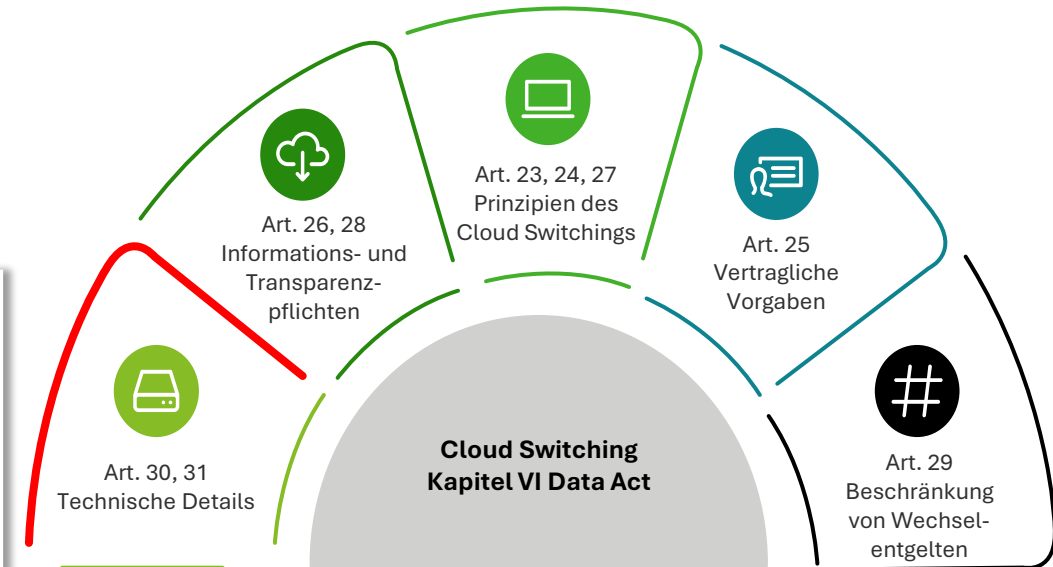 Art. 23, 24, 27
Prinzipien des
Cloud Switchings
Art. 26, 28
Informations- und
Transparenz-
pflichten
Art. 25
Vertragliche
Vorgaben
Art. 30, 31
Technische Details
Cloud Switching
Kapitel VI Data Act
Art. 29
Beschränkung
von Wechsel-
entgelten